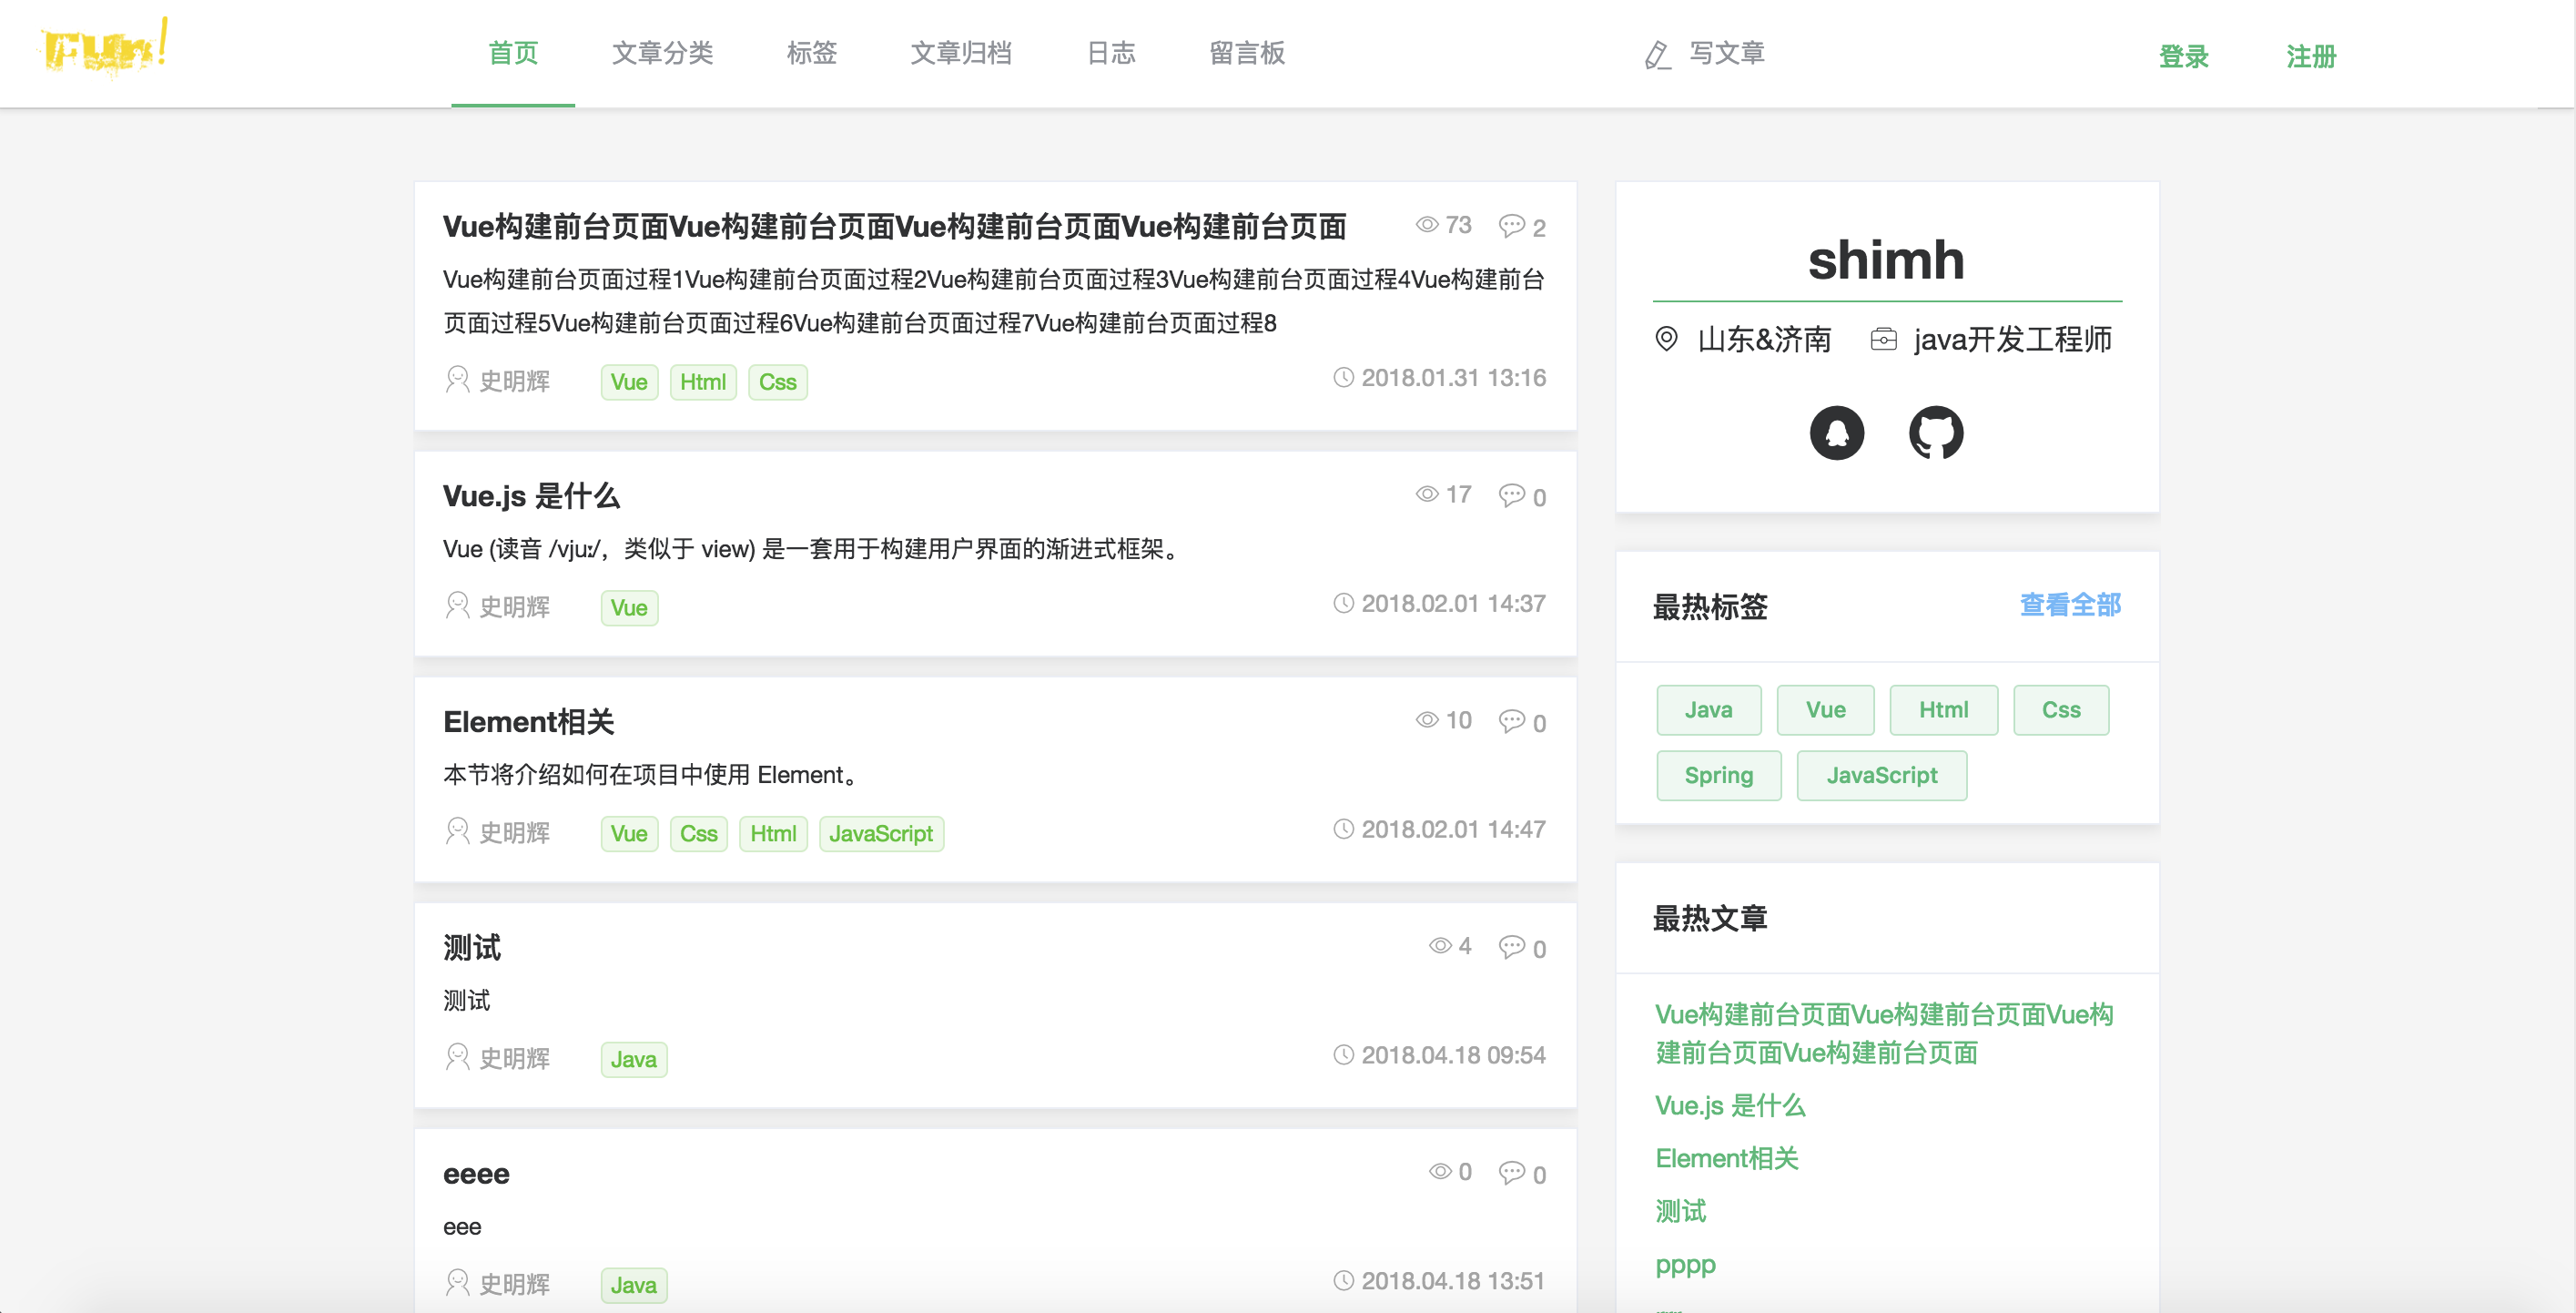 Fun!
首页 文章分类 标签 文章归档 日志 留言板 写文章 登录 注册
Vue构建前台页面Vue构建前台页面Vue构建前台页面Vue构建前台页面 73 2
Vue构建前台页面过程1Vue构建前台页面过程2Vue构建前台页面过程3Vue构建前台页面过程4Vue构建前台
页面过程5Vue构建前台页面过程6Vue构建前台页面过程7Vue构建前台页面过程8
史明辉 Vue Html Css 2018.01.31 13:16
Vue.js 是什么 17 0
Vue (读音 /vjuː/，类似于 view) 是一套用于构建用户界面的渐进式框架。
史明辉 Vue 2018.02.01 14:37
Element相关 10 0
本节将介绍如何在项目中使用 Element。
史明辉 Vue Css Html JavaScript 2018.02.01 14:47
测试 4 0
测试
史明辉 Java 2018.04.18 09:54
eeee 0 0
eee
史明辉 Java 2018.04.18 13:51
shimh
山东&济南 java开发工程师
最热标签 查看全部
Java Vue Html Css
Spring JavaScript
最热文章
Vue构建前台页面Vue构建前台页面Vue构
建前台页面Vue构建前台页面
Vue.js 是什么
Element相关
测试
pppp